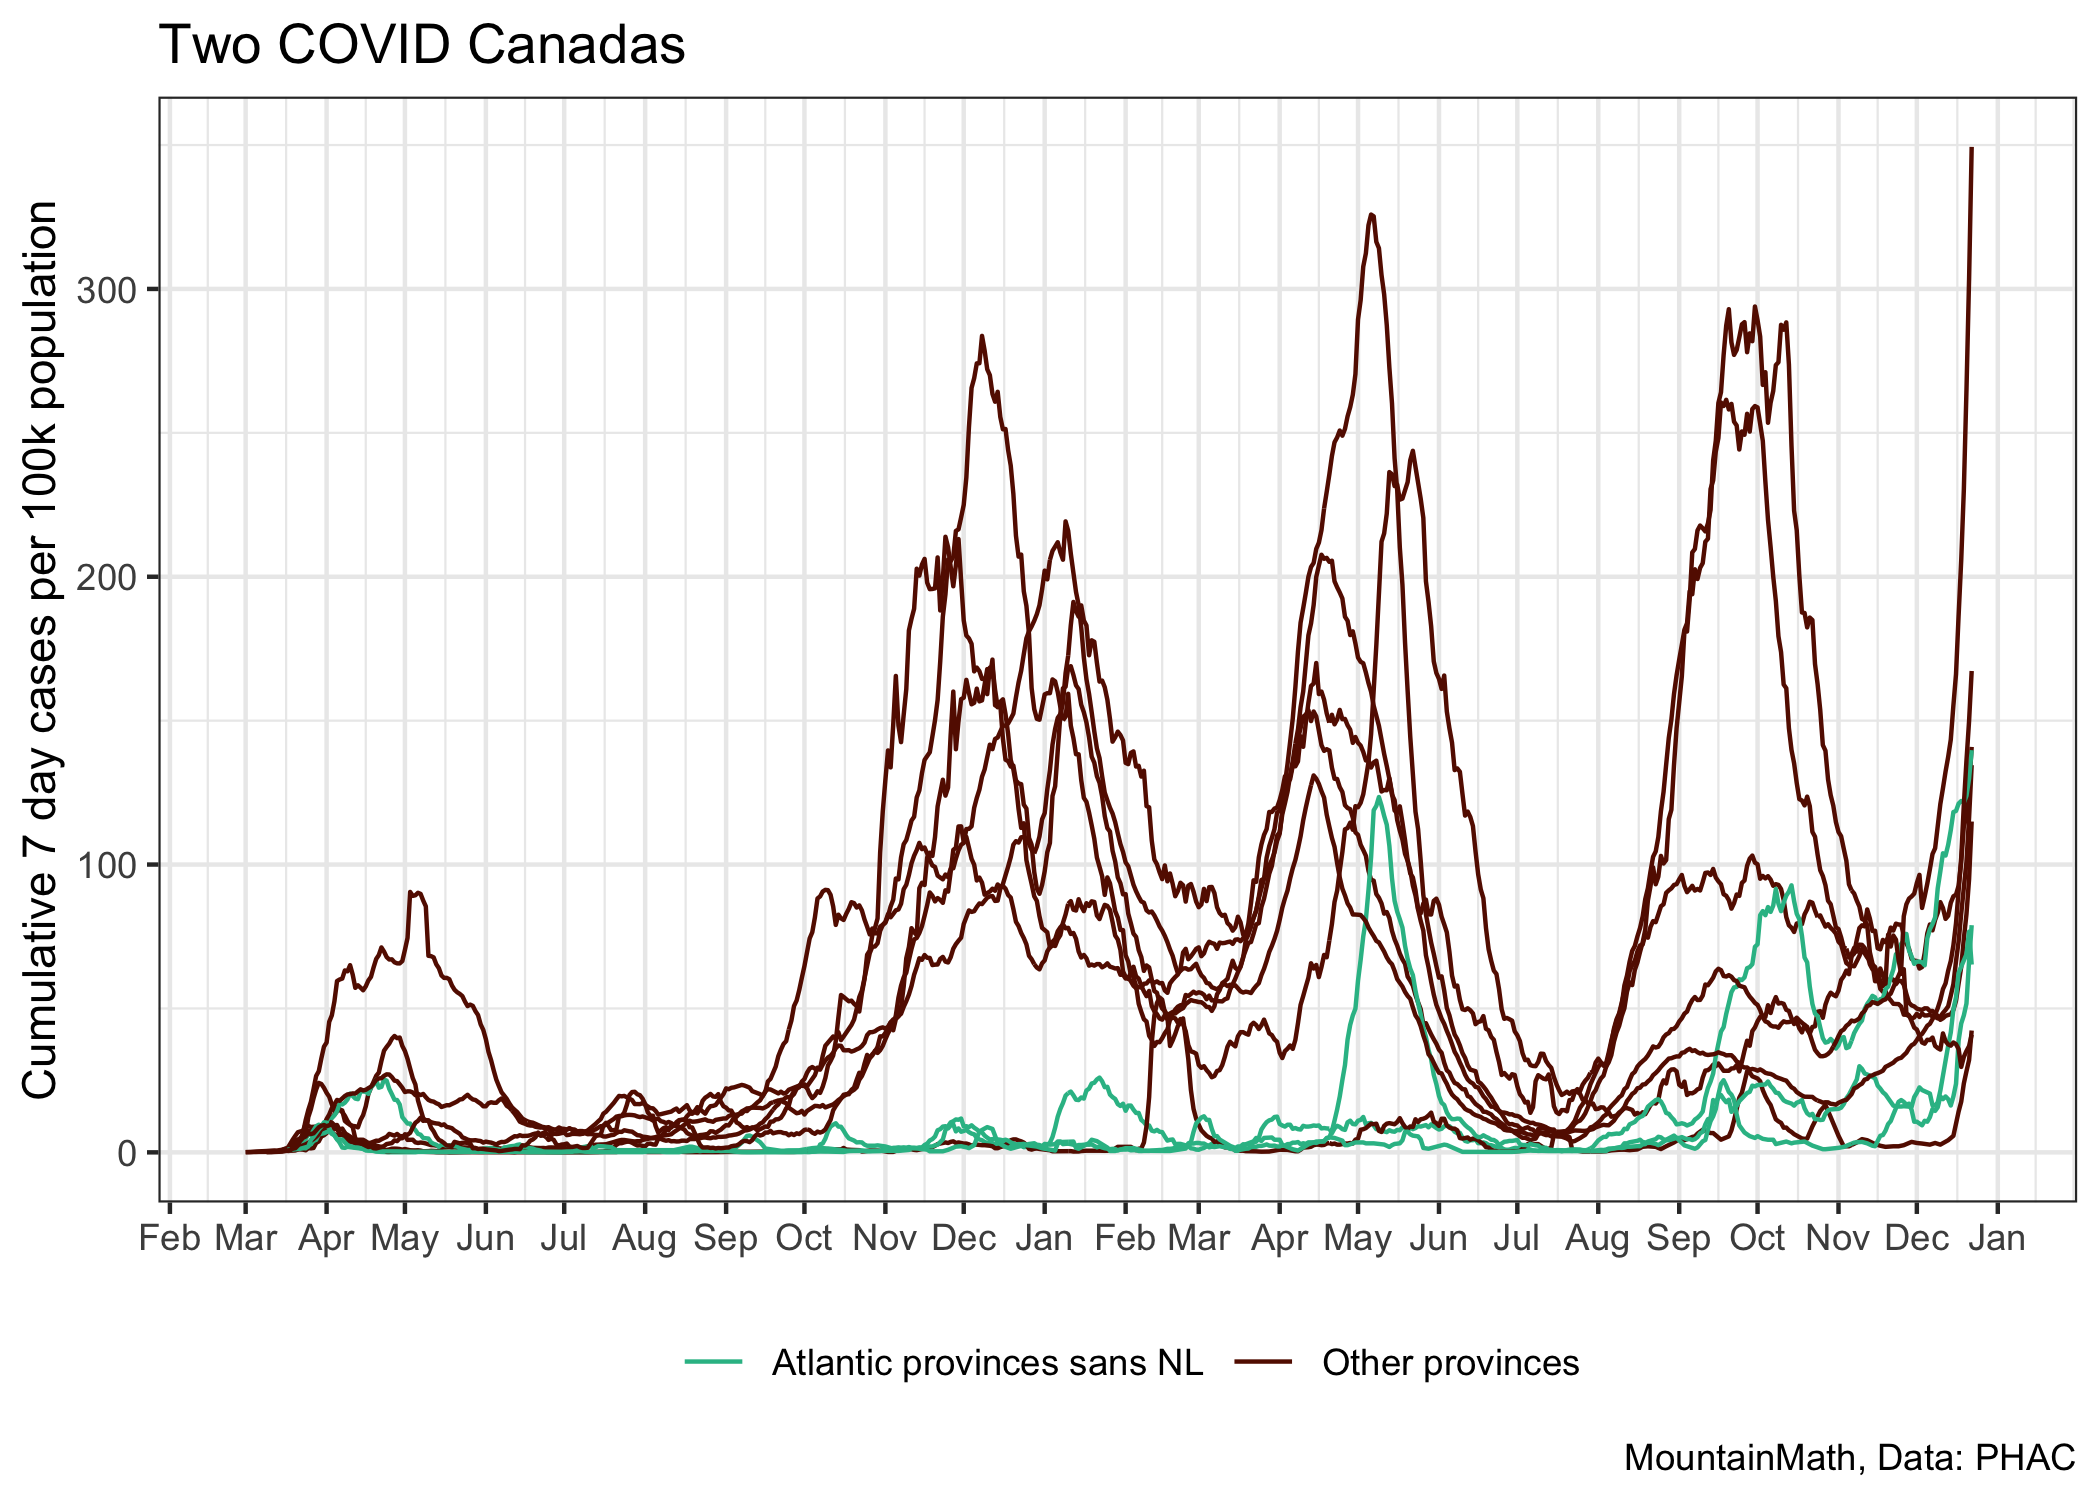 Two COVID Canadas
Cumulative 7 day cases per 100k population
300
200
100
0
Feb Mar Apr May Jun Jul Aug Sep Oct Nov Dec Jan Feb Mar Apr May Jun Jul Aug Sep Oct Nov Dec Jan
Atlantic provinces sans NL Other provinces
MountainMath, Data: PHAC